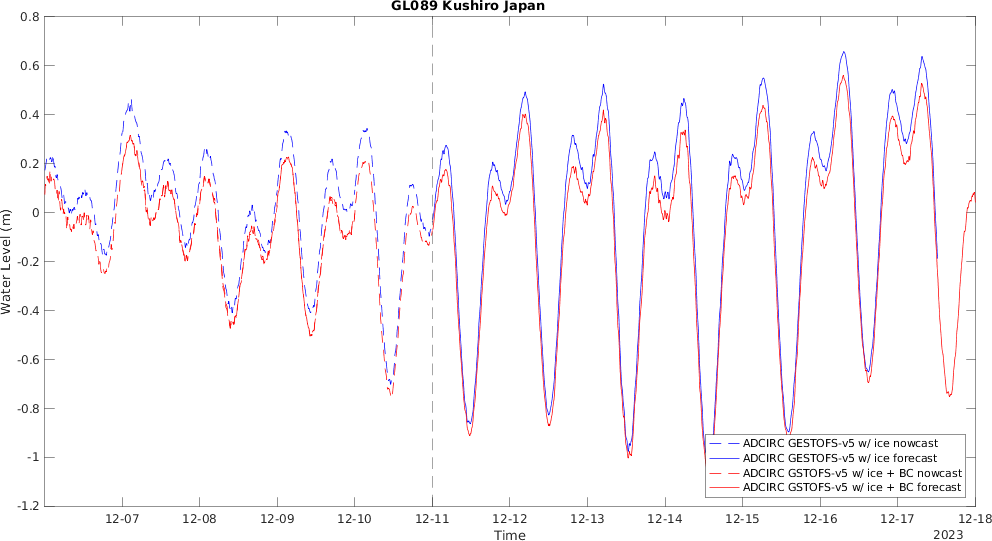 GL089 Kushiro Japan
0.8
0.6
0.4
0.2
0
-0.2
-0.4
-0.6
-0.8
-1
-1.2
Water Level (m)
ADCIRC GESTOFS-v5 w/ ice nowcast
ADCIRC GESTOFS-v5 w/ ice forecast
ADCIRC GSTOFS-v5 w/ ice + BC nowcast
ADCIRC GSTOFS-v5 w/ ice + BC forecast
12-07 12-08 12-09 12-10 12-11 12-12 12-13 12-14 12-15 12-16 12-17 12-18
Time
2023